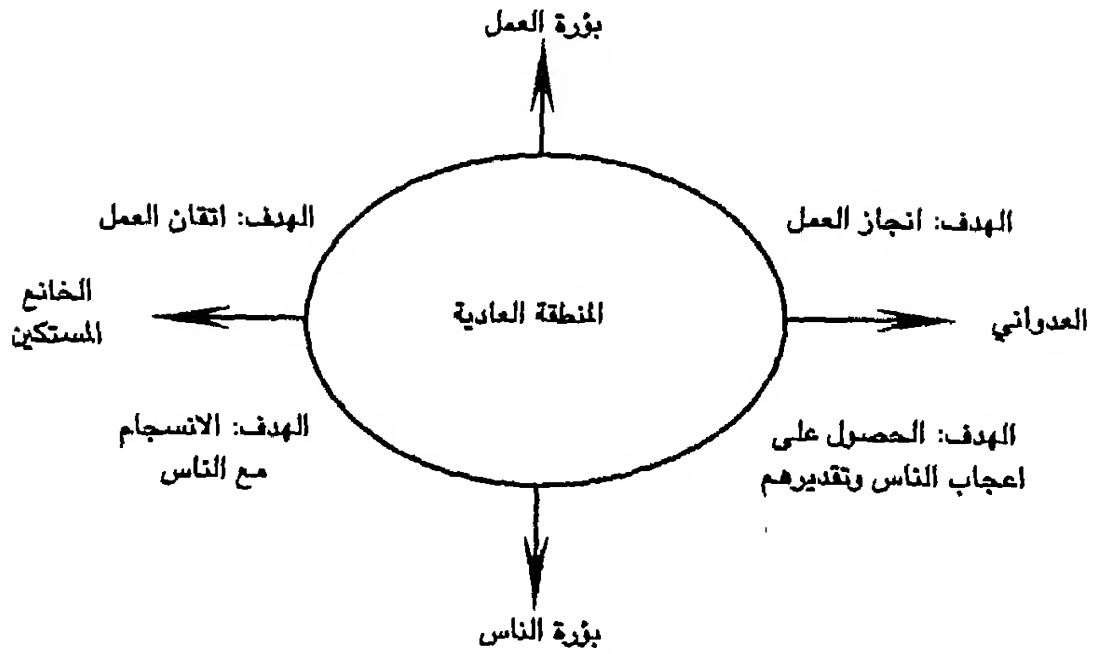 بؤرة العمل
الهدف: انجاز العمل
الهدف: اتقان العمل
العدواني
المنطقة العادية
الخانع
المستكين
الهدف: الحصول على
اعجاب الناس وتقديرهم
الهدف: الانسجام
مع الناس
بؤرة الناس